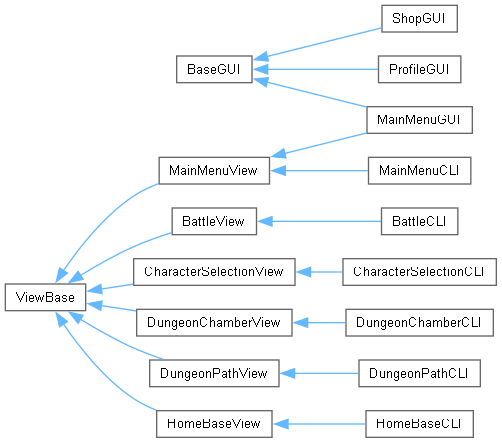 ShopGUI
BaseGUI
ProfileGUI
MainMenuGUI
MainMenuView
MainMenuCLI
BattleView
BattleCLI
CharacterSelectionView
CharacterSelectionCLI
ViewBase
DungeonChamberView
DungeonChamberCLI
DungeonPathView
DungeonPathCLI
HomeBaseView
HomeBaseCLI